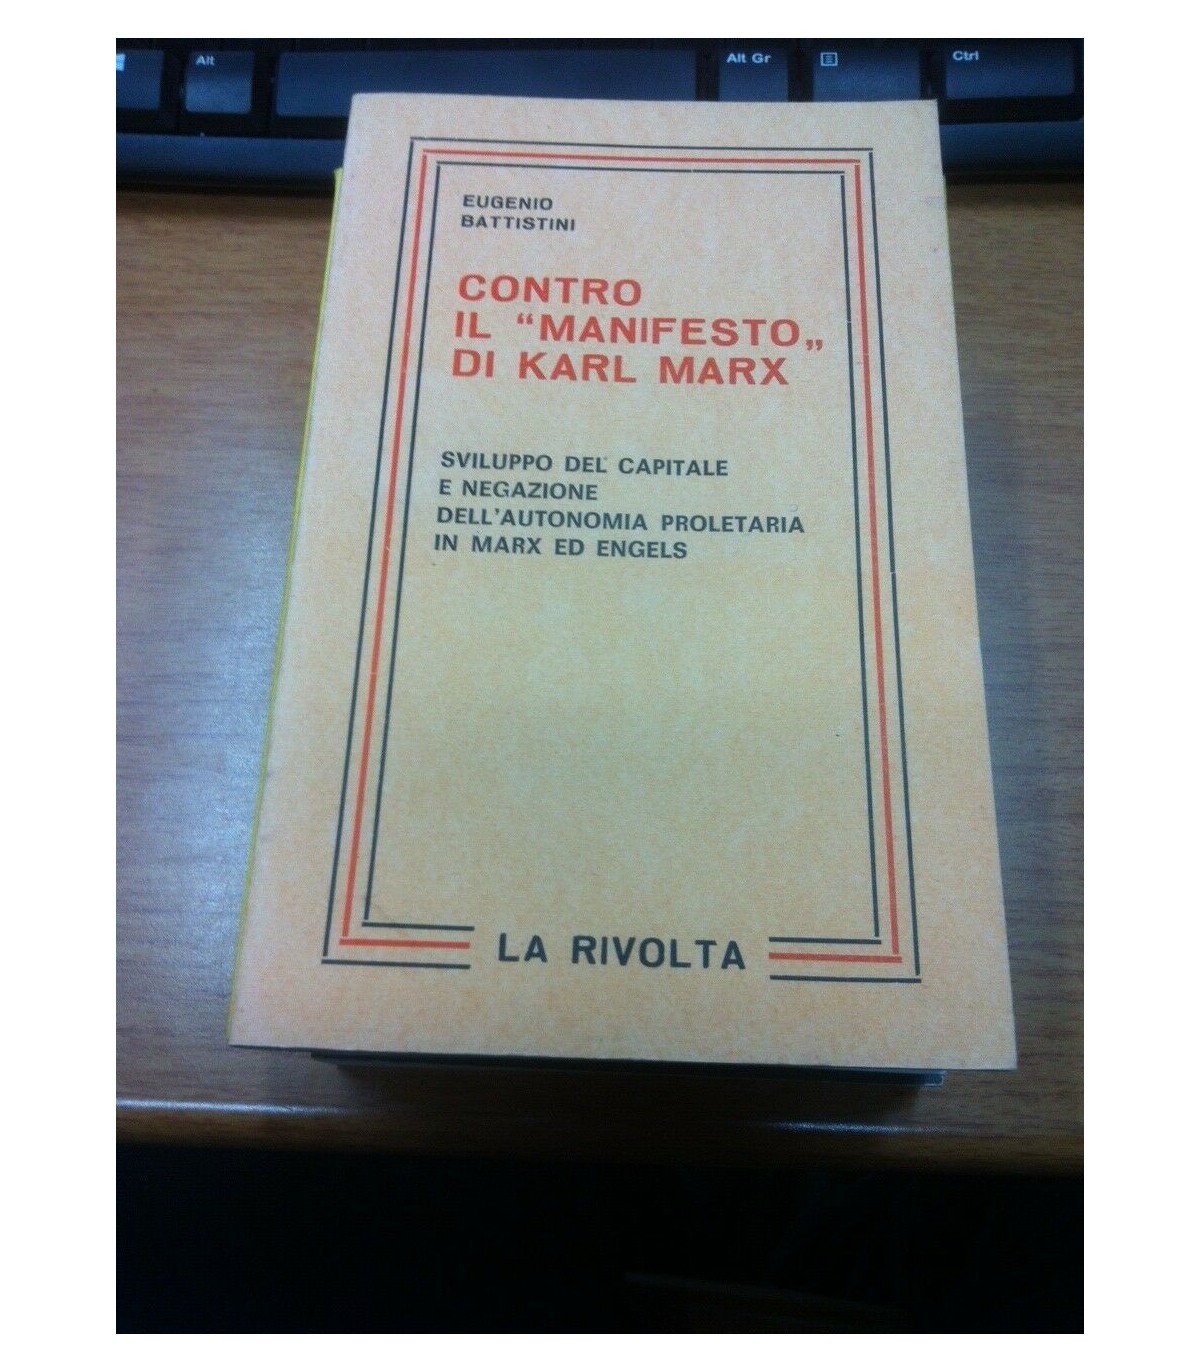 Alt
Alt Gr
Ctrl
EUGENIO
BATTISTINI
CONTRO
IL “MANIFESTO„
DI KARL MARX
SVILUPPO DEL CAPITALE
E NEGAZIONE
DELL'AUTONOMIA PROLETARIA
IN MARX ED ENGELS
LA RIVOLTA